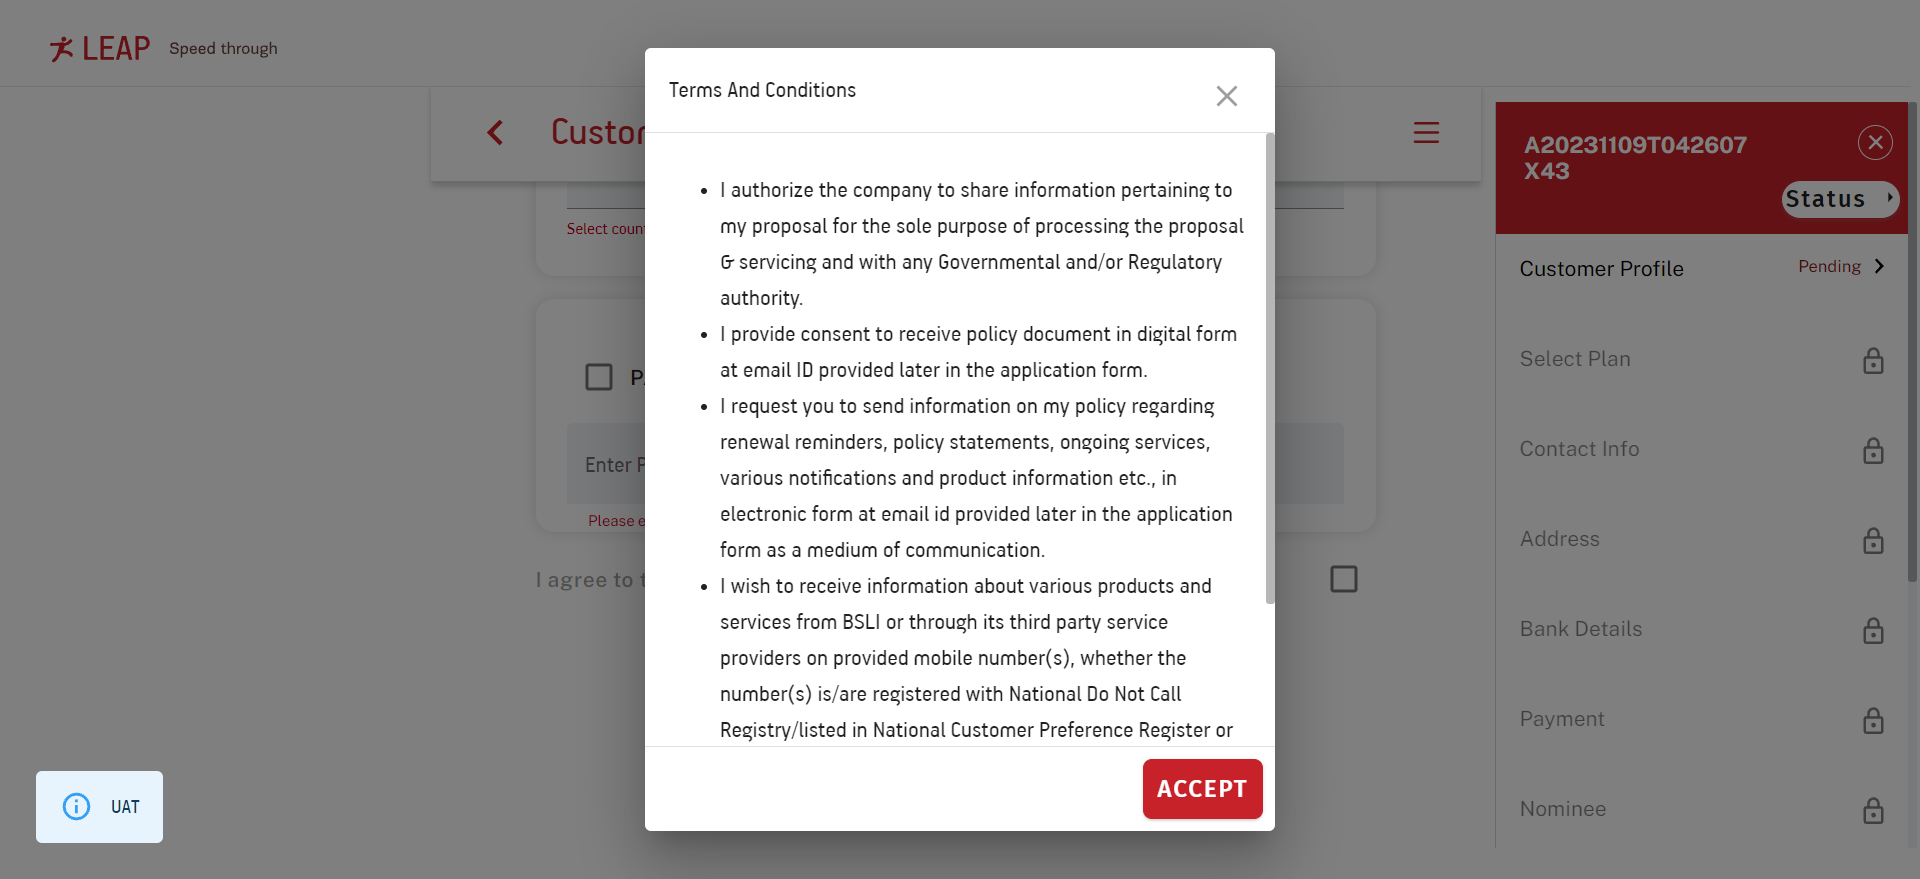 LEAP Speed through
Terms And Conditions
I authorize the company to share information pertaining to
my proposal for the sole purpose of processing the proposal
& servicing and with any Governmental and/or Regulatory
authority.
I provide consent to receive policy document in digital form
at email ID provided later in the application form.
I request you to send information on my policy regarding
renewal reminders, policy statements, ongoing services,
various notifications and product information etc., in
electronic form at email id provided later in the application
form as a medium of communication.
I wish to receive information about various products and
services from BSLI or through its third party service
providers on provided mobile number(s), whether the
number(s) is/are registered with National Do Not Call
Registry/listed in National Customer Preference Register or
ACCEPT
Select
Enter
Please
I agree to
A20231109T042607
X43
Status
Customer Profile Pending
Select Plan
Contact Info
Address
Bank Details
Payment
Nominee
UAT